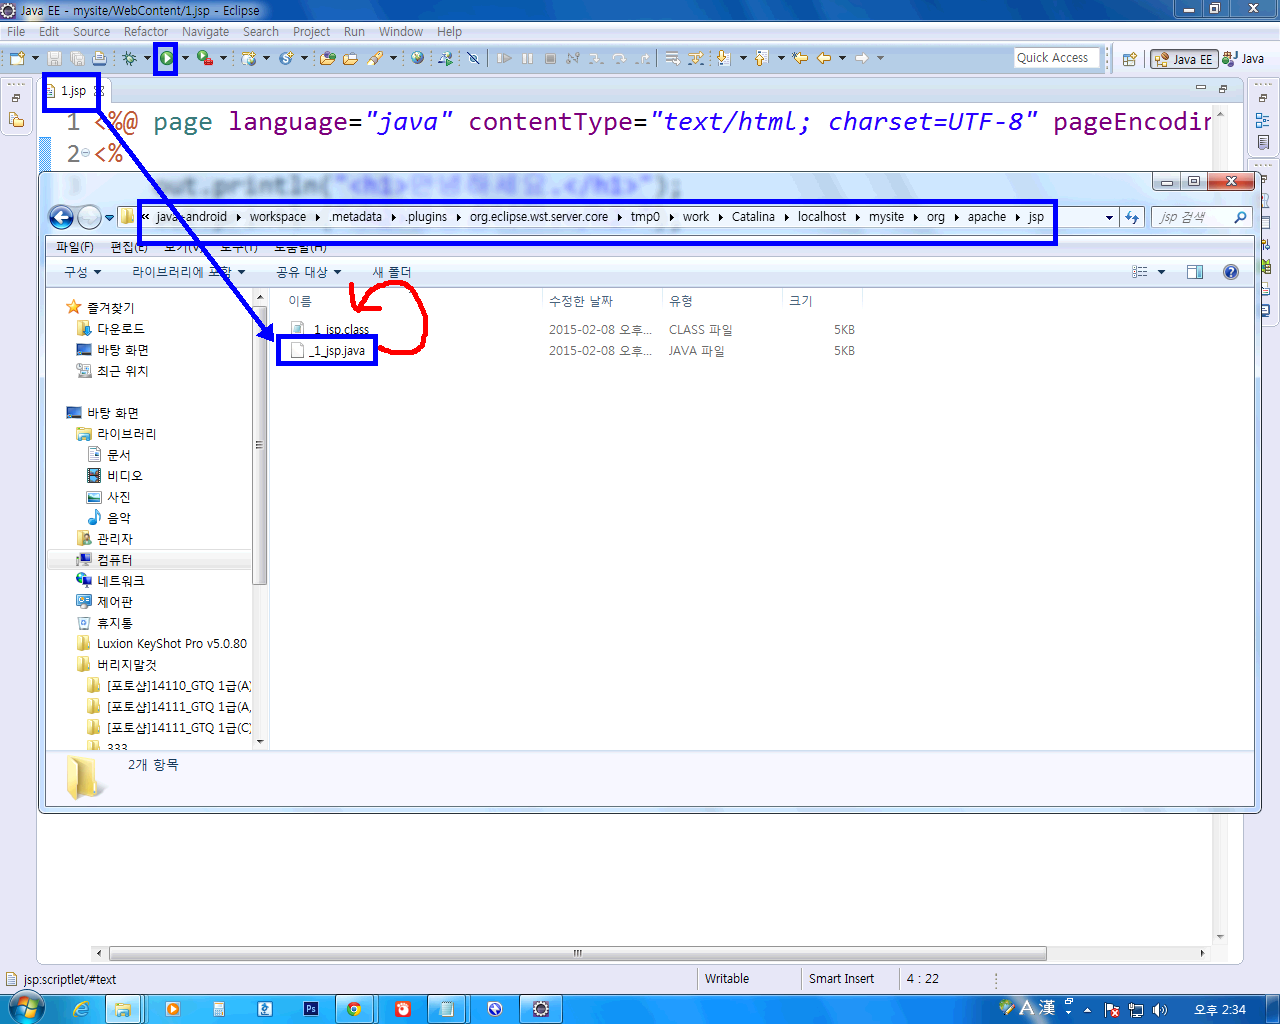 Java EE - mysite/WebContent/1.jsp - Eclipse
File Edit Source Refactor Navigate Search Project Run Window Help
Quick Access
Java EE
Java
1.jsp
1 <%@ page language="java" contentType="text/html; charset=UTF-8" pageEncodin
2 <%
3 out.println("<h1>안녕하세요.</h1>");
« java-android workspace .metadata .plugins org.eclipse.wst.server.core tmp0 work Catalina localhost mysite org apache jsp
jsp 검색
파일(F) 편집(E) 보기(V) 도구(T) 도움말(H)
구성 라이브러리에 포함 공유 대상 새 폴더
이름 수정한 날짜 유형 크기
_1_jsp.class 2015-02-08 오후... CLASS 파일 5KB
_1_jsp.java 2015-02-08 오후... JAVA 파일 5KB
즐겨찾기
다운로드
바탕 화면
최근 위치
바탕 화면
라이브러리
문서
비디오
사진
음악
관리자
컴퓨터
네트워크
제어판
휴지통
Luxion KeyShot Pro v5.0.80
버리지말것
[포토샵]14110_GTQ 1급(A)
[포토샵]14111_GTQ 1급(A,
[포토샵]14111_GTQ 1급(C)
333
2개 항목
jsp:scriptlet/#text
Writable
Smart Insert
4 : 22
Ps
A 漢
오후 2:34